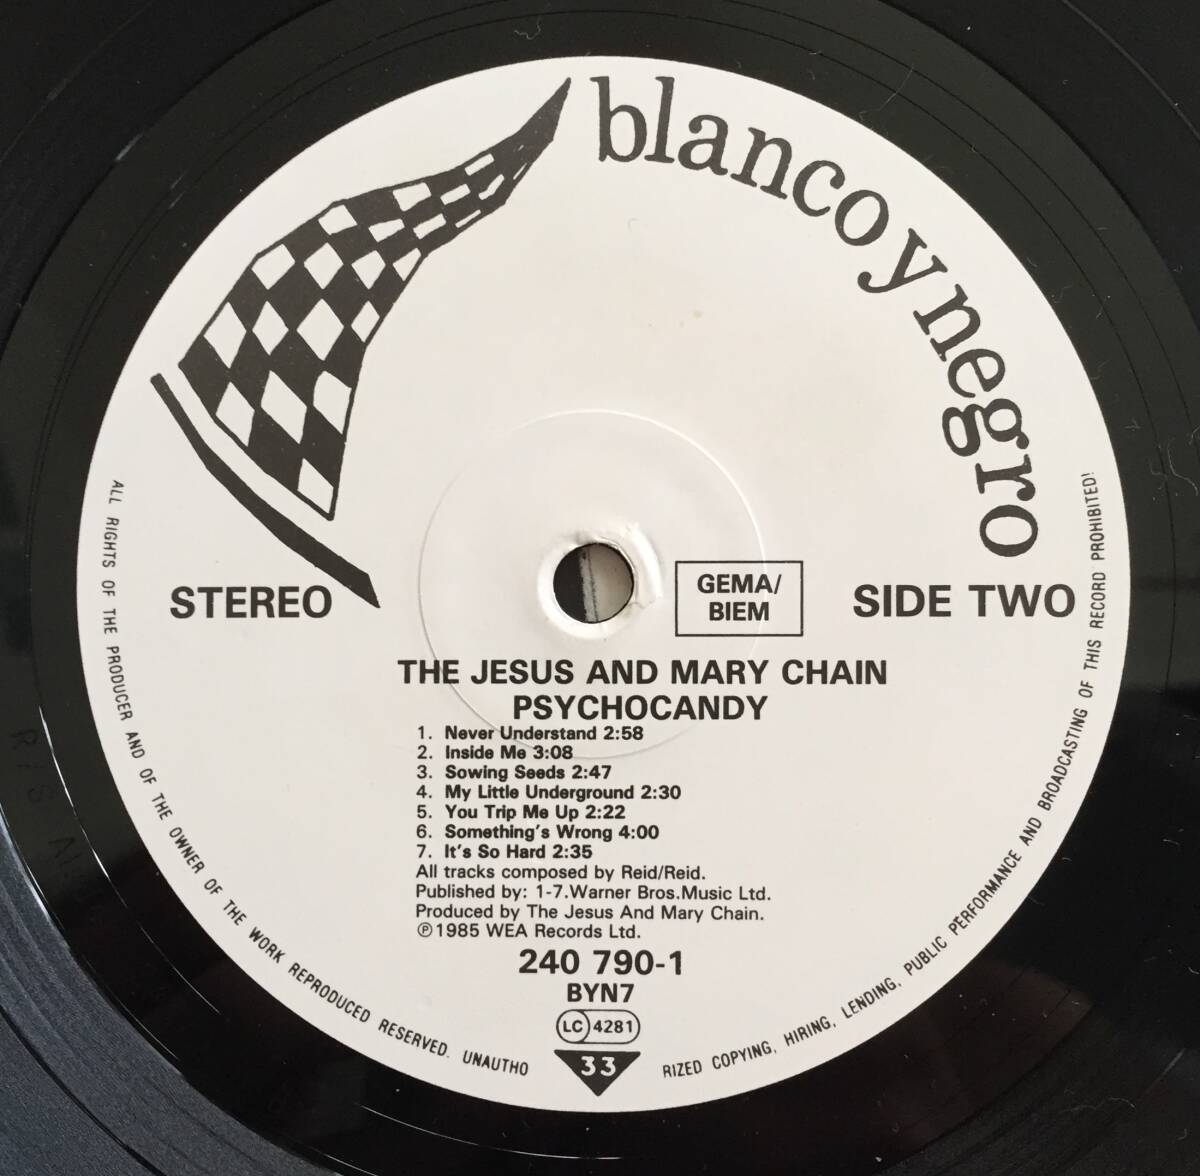 blanco y negro
STEREO
GEMA/
BIEM
SIDE TWO
THE JESUS AND MARY CHAIN
PSYCHOCANDY
1. Never Understand 2:58
2. Inside Me 3:08
3. Sowing Seeds 2:47
4. My Little Underground 2:30
5. You Trip Me Up 2:22
6. Something's Wrong 4:00
7. It's So Hard 2:35
All tracks composed by Reid/Reid.
Published by: 1-7.Warner Bros.Music Ltd.
Produced by The Jesus And Mary Chain.
℗1985 WEA Records Ltd.
240 790-1
BYN7
LC 4281
33
ALL RIGHTS OF THE PRODUCER AND OF THE OWNER OF THE WORK REPRODUCED RESERVED. UNAUTHO
RIZED COPYING, HIRING, LENDING, PUBLIC PERFORMANCE AND BROADCASTING OF THIS RECORD PROHIBITED!